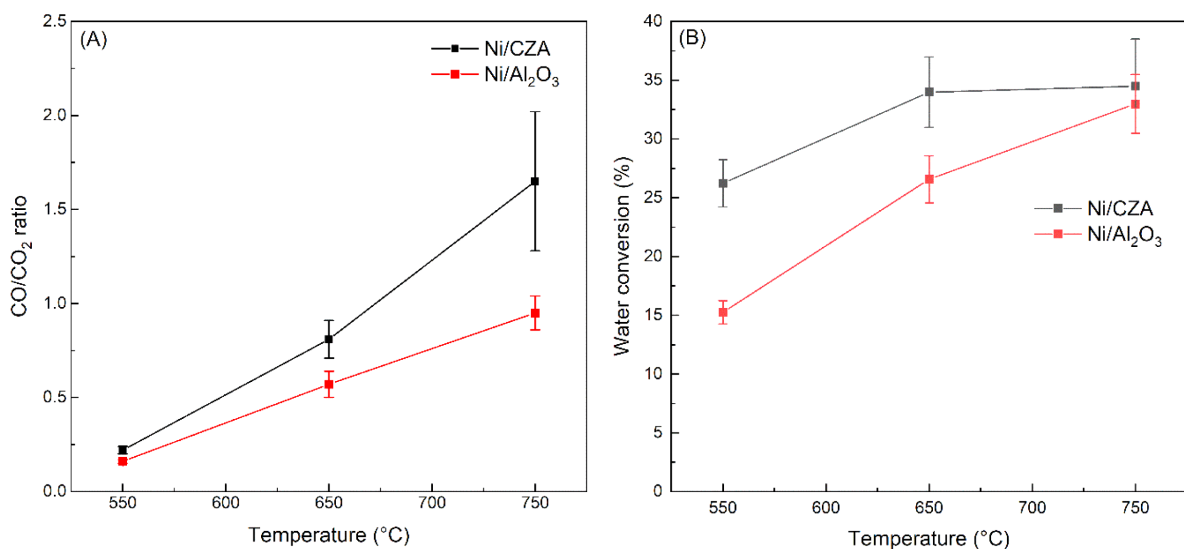 (A)
Ni/CZA
Ni/Al₂O₃
CO/CO₂ ratio
2.5
2.0
1.5
1.0
0.5
0.0
550 600 650 700 750
Temperature (°C)
(B)
Ni/CZA
Ni/Al₂O₃
Water conversion (%)
40
35
30
25
20
15
10
5
0
550 600 650 700 750
Temperature (°C)